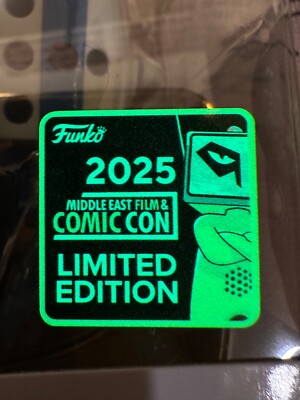 Funko
2025
MIDDLE EAST FILM &
COMIC CON
LIMITED
EDITION